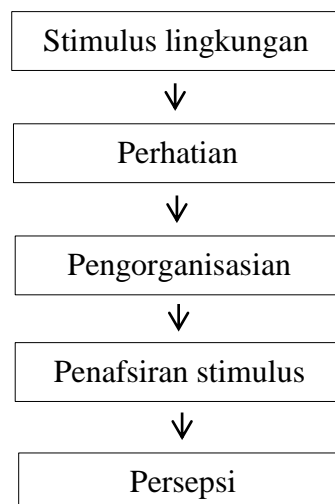 Stimulus lingkungan
Perhatian
Pengorganisasian
Penafsiran stimulus
Persepsi